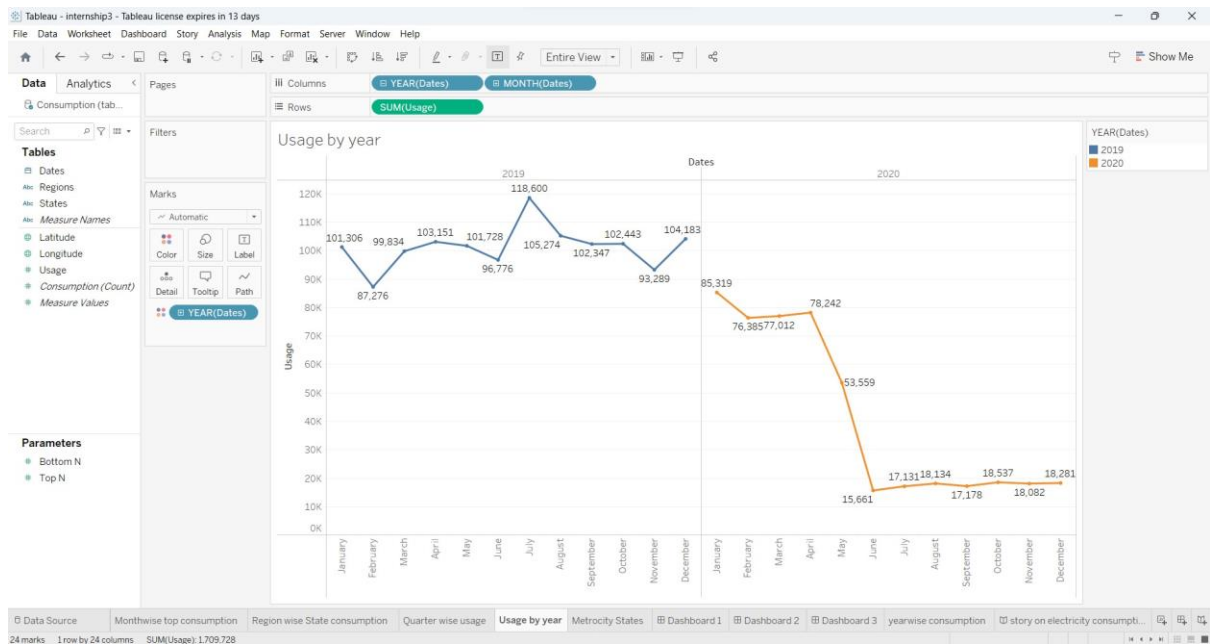 Tableau - internship3 - Tableau license expires in 13 days
File Data Worksheet Dashboard Story Analysis Map Format Server Window Help
Entire View
Show Me
Data Analytics
Consumption (tab...
Search
Tables
Dates
Abc Regions
Abc States
Abc Measure Names
Latitude
Longitude
Usage
Consumption (Count)
Measure Values
Parameters
Bottom N
Top N
Pages
Filters
Marks
Automatic
Color Size Label
Detail Tooltip Path
YEAR(Dates)
Columns YEAR(Dates) MONTH(Dates)
Rows SUM(Usage)
Usage by year
Dates
2019 2020
120K
110K
100K
90K
80K
70K
60K
50K
40K
30K
20K
10K
0K
Usage
101,306 87,276 99,834 103,151 101,728 96,776 118,600 105,274 102,347 102,443 93,289 104,183
85,319 76,385 77,012 78,242 53,559 15,661 17,131 18,134 17,178 18,537 18,082 18,281
January February March April May June July August September October November December
January February March April May June July August September October November December
YEAR(Dates)
2019
2020
Data Source Monthwise top consumption Region wise State consumption Quarter wise usage Usage by year Metrocity States Dashboard 1 Dashboard 2 Dashboard 3 yearwise consumption story on electricity consumpti...
24 marks 1 row by 24 columns SUM(Usage): 1,709,728